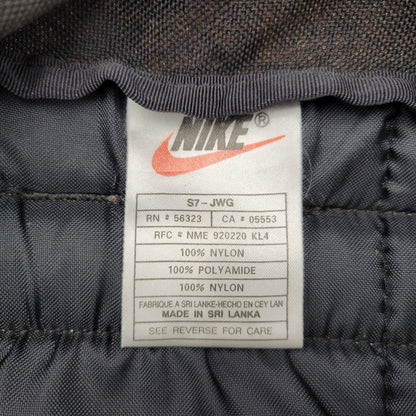 NIKE®
S7-JWG
RN # 56323 CA # 05553
RFC # NME 920220 KL4
100% NYLON
100% POLYAMIDE
100% NYLON
FABRIQUE A SRI LANKE-HECHO EN CEY LAN
MADE IN SRI LANKA
SEE REVERSE FOR CARE